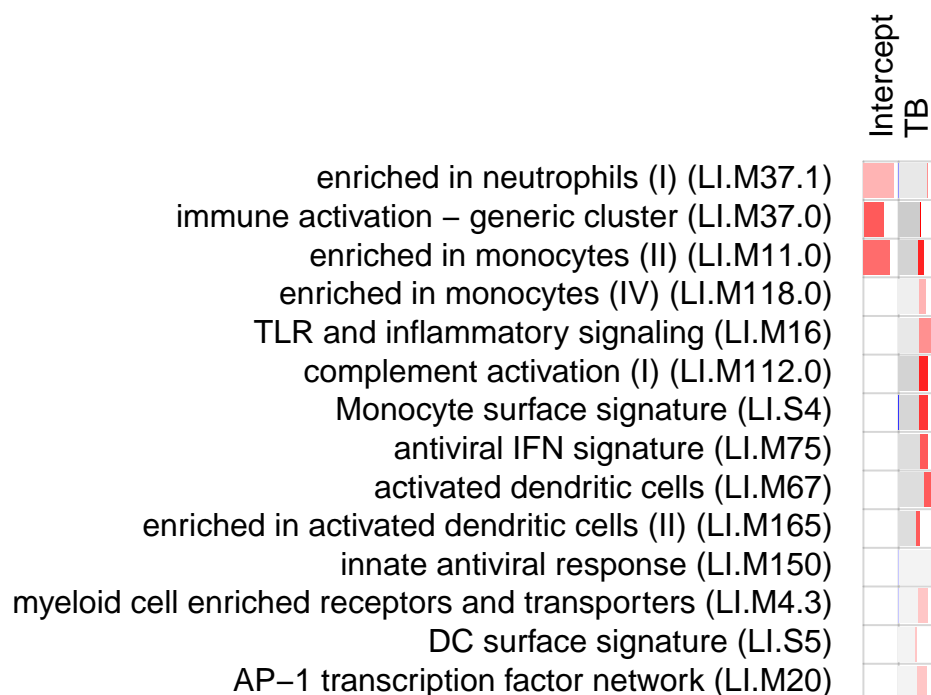 Intercept
TB
enriched in neutrophils (I) (LI.M37.1)
immune activation − generic cluster (LI.M37.0)
enriched in monocytes (II) (LI.M11.0)
enriched in monocytes (IV) (LI.M118.0)
TLR and inflammatory signaling (LI.M16)
complement activation (I) (LI.M112.0)
Monocyte surface signature (LI.S4)
antiviral IFN signature (LI.M75)
activated dendritic cells (LI.M67)
enriched in activated dendritic cells (II) (LI.M165)
innate antiviral response (LI.M150)
myeloid cell enriched receptors and transporters (LI.M4.3)
DC surface signature (LI.S5)
AP−1 transcription factor network (LI.M20)